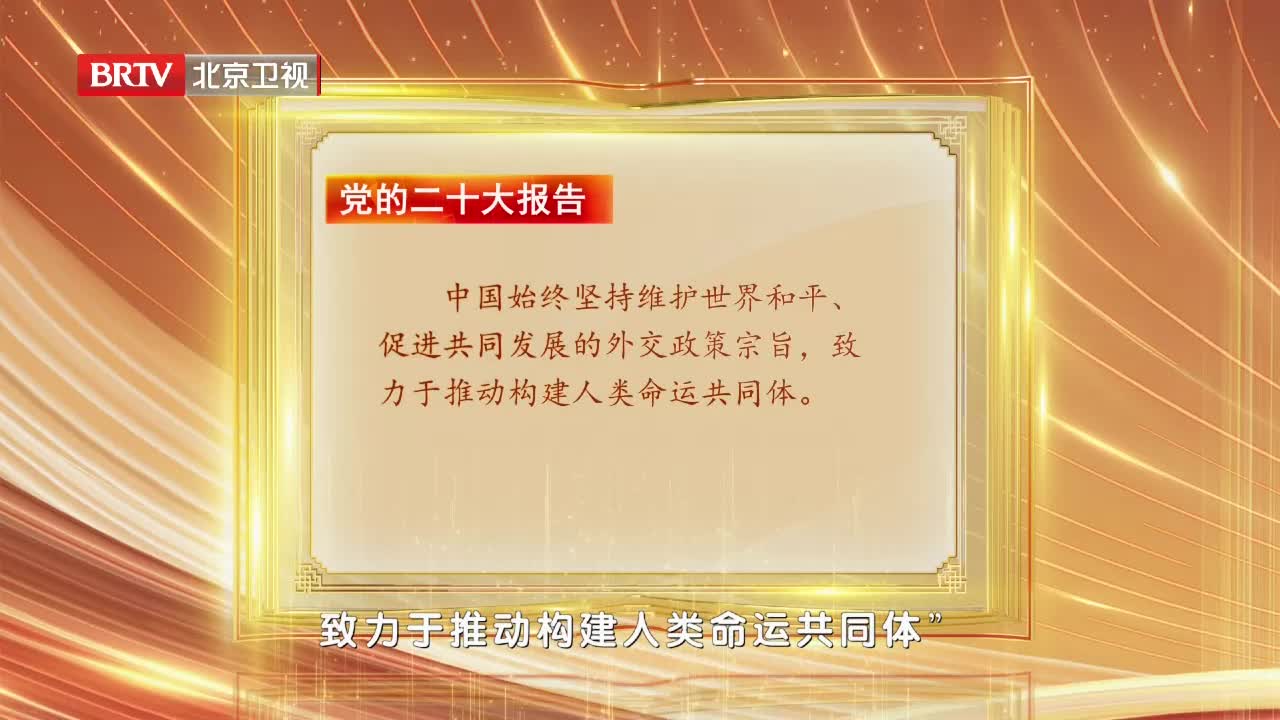 BRTV 北京卫视
党的二十大报告
中国始终坚持维护世界和平、
促进共同发展的外交政策宗旨，致
力于推动构建人类命运共同体。
致力于推动构建人类命运共同体”